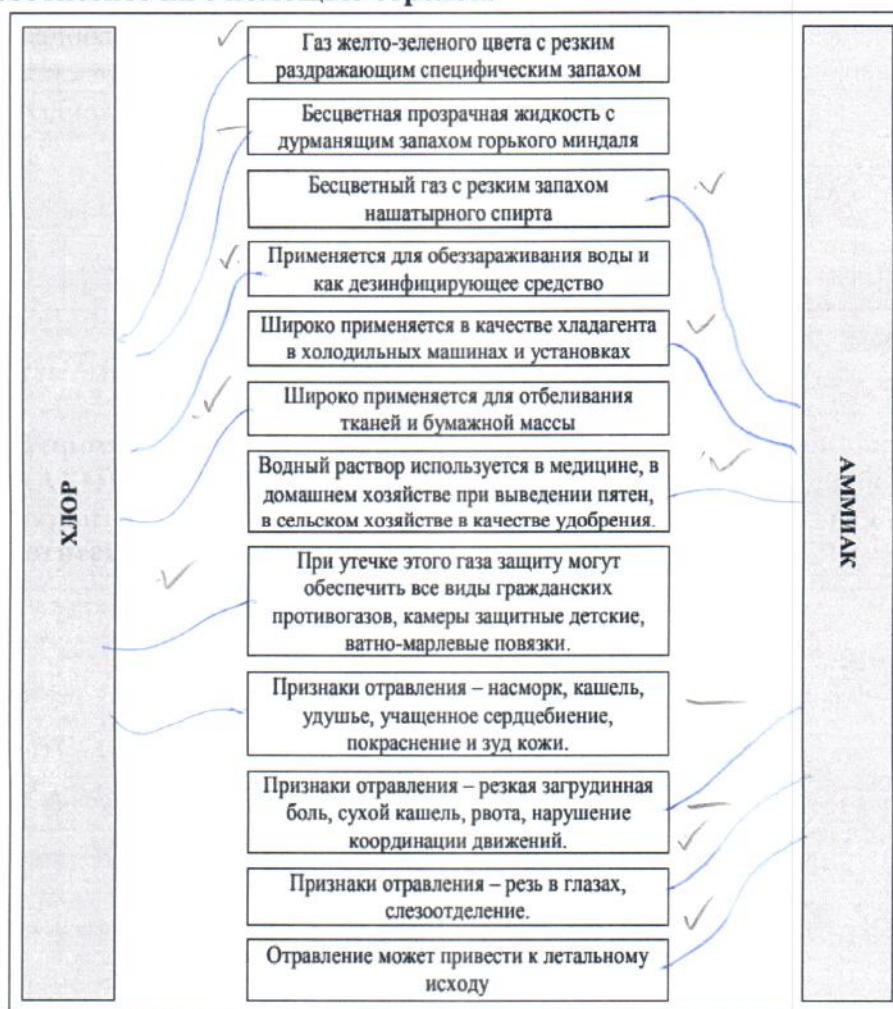 Газ желто-зеленого цвета с резким
раздражающим специфическим запахом
Бесцветная прозрачная жидкость с
дурманящим запахом горького миндаля
Бесцветный газ с резким запахом
нашатырного спирта
Применяется для обеззараживания воды и
как дезинфицирующее средство
Широко применяется в качестве хладагента
в холодильных машинах и установках
Широко применяется для отбеливания
тканей и бумажной массы
Водный раствор используется в медицине, в
домашнем хозяйстве при выведении пятен,
в сельском хозяйстве в качестве удобрения.
ХЛОР
АММИАК
При утечке этого газа защиту могут
обеспечить все виды гражданских
противогазов, камеры защитные детские,
ватно-марлевые повязки.
Признаки отравления – насморк, кашель,
удушье, учащенное сердцебиение,
покраснение и зуд кожи.
Признаки отравления – резкая загрудинная
боль, сухой кашель, рвота, нарушение
координации движений.
Признаки отравления – резь в глазах,
слезоотделение.
Отравление может привести к летальному
исходу